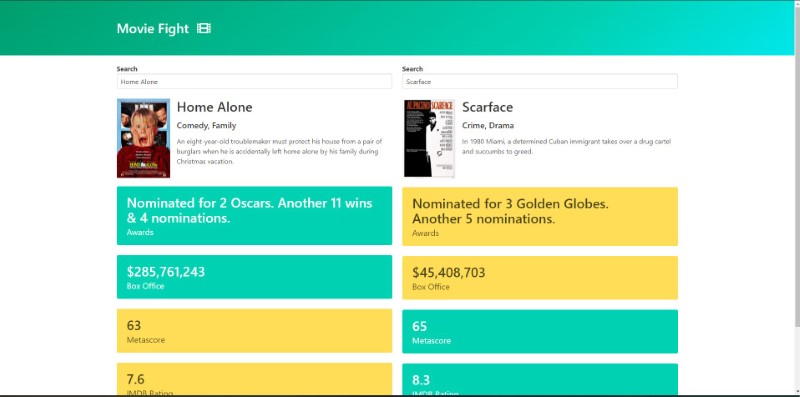 Movie Fight
Search
Home Alone
Home Alone
Comedy, Family
An eight-year-old troublemaker must protect his house from a pair of
burglars when he is accidentally left home alone by his family during
Christmas vacation.
Nominated for 2 Oscars. Another 11 wins
& 4 nominations.
Awards
$285,761,243
Box Office
63
Metascore
7.6
IMDB Rating
Search
Scarface
AL PACINO SCARFACE
Scarface
Crime, Drama
In 1980 Miami, a determined Cuban immigrant takes over a drug cartel
and succumbs to greed.
Nominated for 3 Golden Globes.
Another 5 nominations.
Awards
$45,408,703
Box Office
65
Metascore
8.3
IMDB Rating